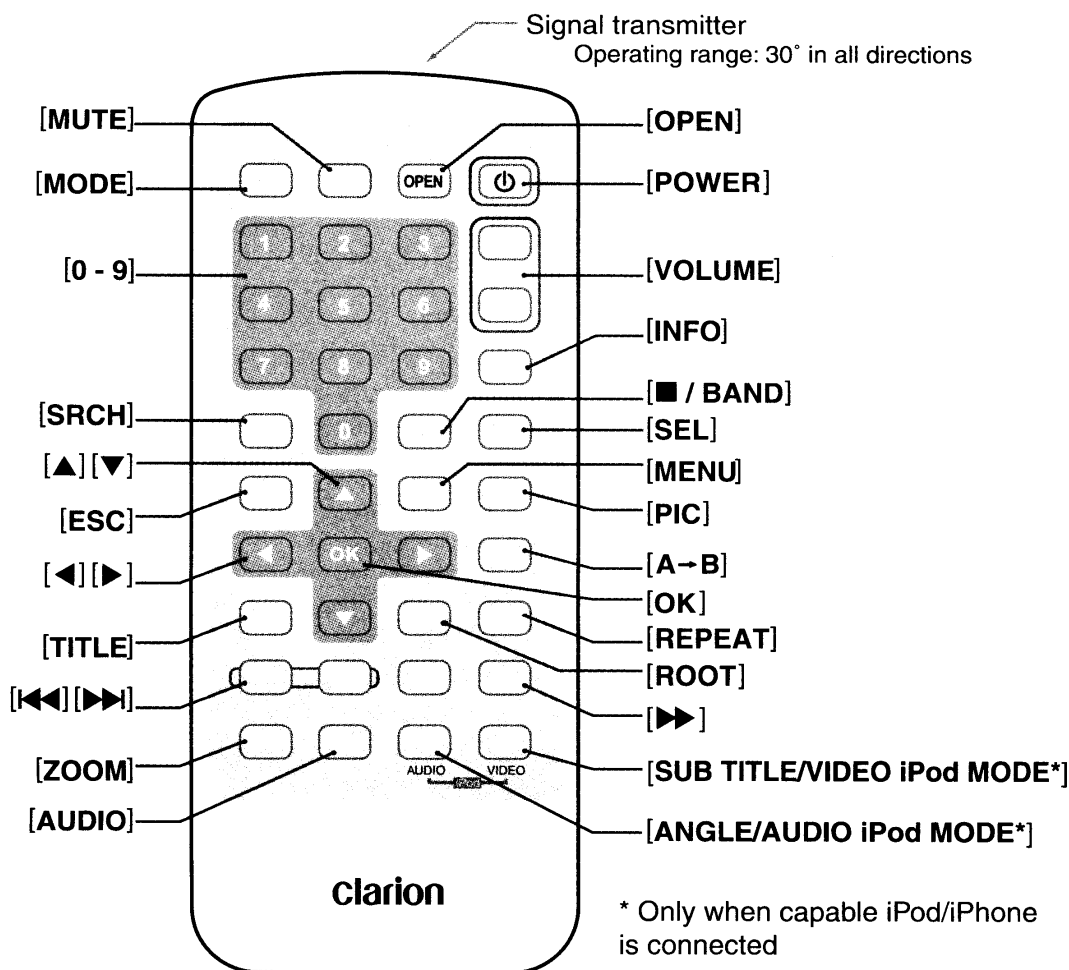 Signal transmitter
Operating range: 30° in all directions
[MUTE]
[OPEN]
[MODE]
OPEN
[POWER]
1 2 3
[0 - 9]
[VOLUME]
4 5 6
[INFO]
7 8 9
[■ / BAND]
[SRCH]
0
[SEL]
[▲][▼]
[MENU]
▲
[ESC]
[PIC]
◀ OK ▶
[◀][▶]
[A→B]
[OK]
▼
[TITLE]
[REPEAT]
[ROOT]
[|◀◀][▶▶|]
[▶▶]
[ZOOM]
AUDIO VIDEO
iPod
[SUB TITLE/VIDEO iPod MODE*]
[AUDIO]
[ANGLE/AUDIO iPod MODE*]
clarion
* Only when capable iPod/iPhone
is connected